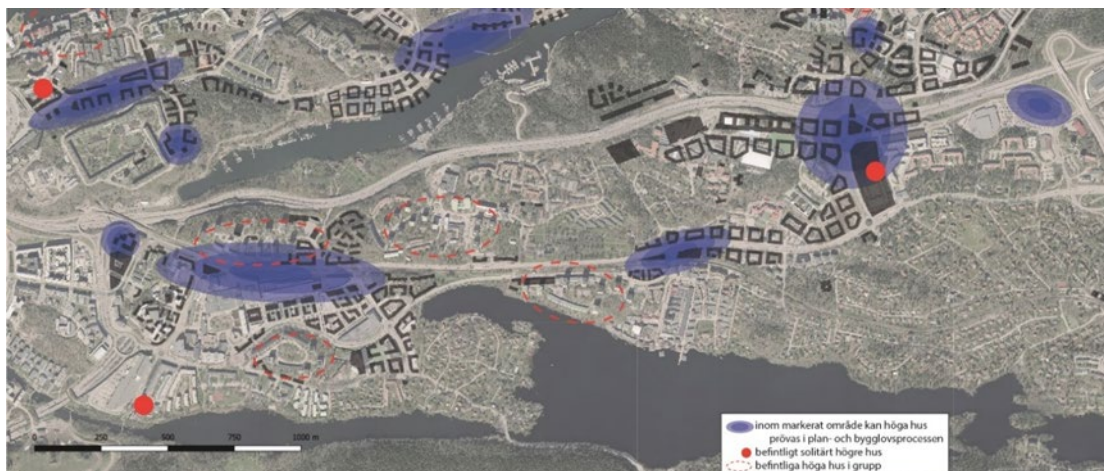 0 250 500 750 1000 m
inom markerat område kan höga hus
prövas i plan- och bygglovsprocessen
befintligt solitärt högre hus
befintliga höga hus i grupp